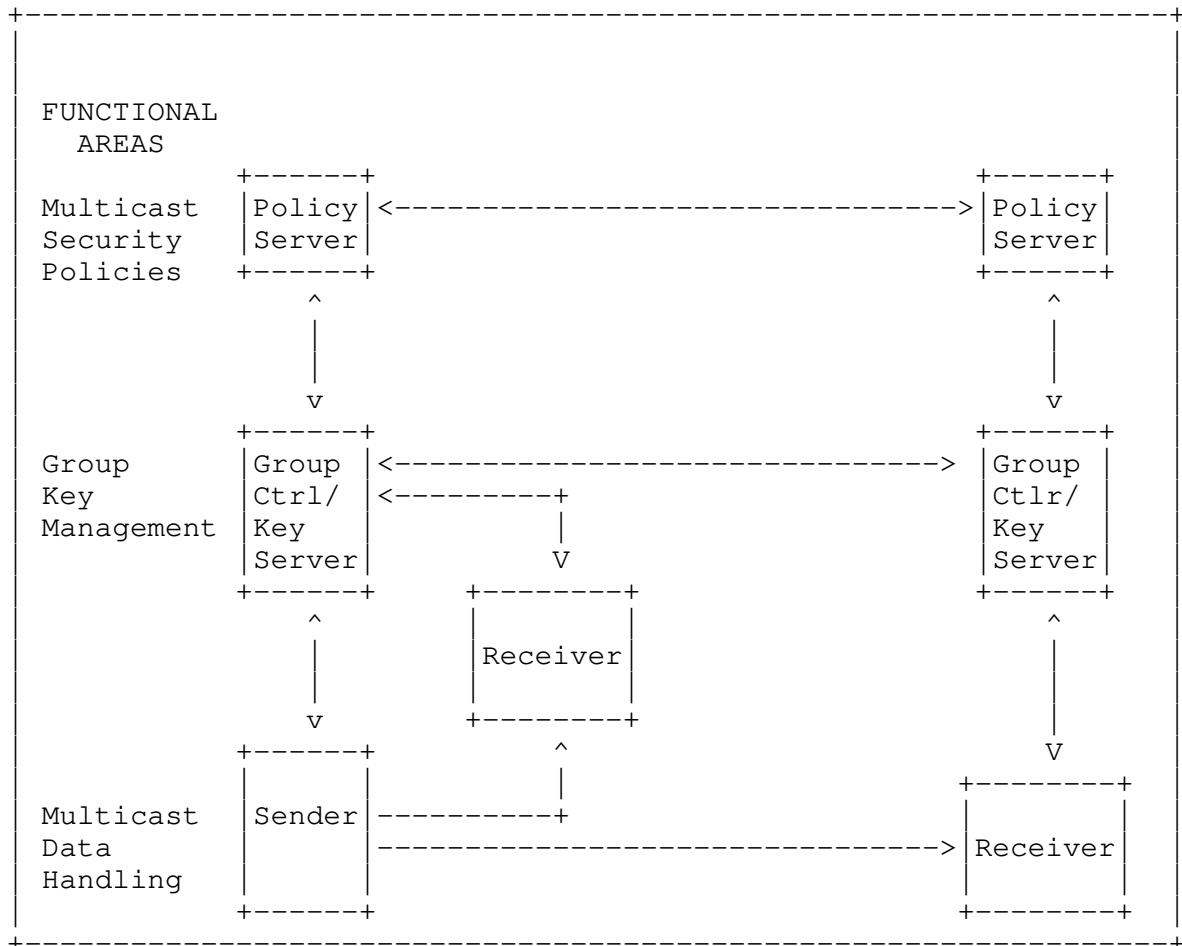 FUNCTIONAL
AREAS
Multicast Policy Policy
Security Server Server
Policies
Group Group Group
Key Ctrl/ Ctlr/
Management Key Key
Server Server
Receiver
Multicast Sender
Data Receiver
Handling